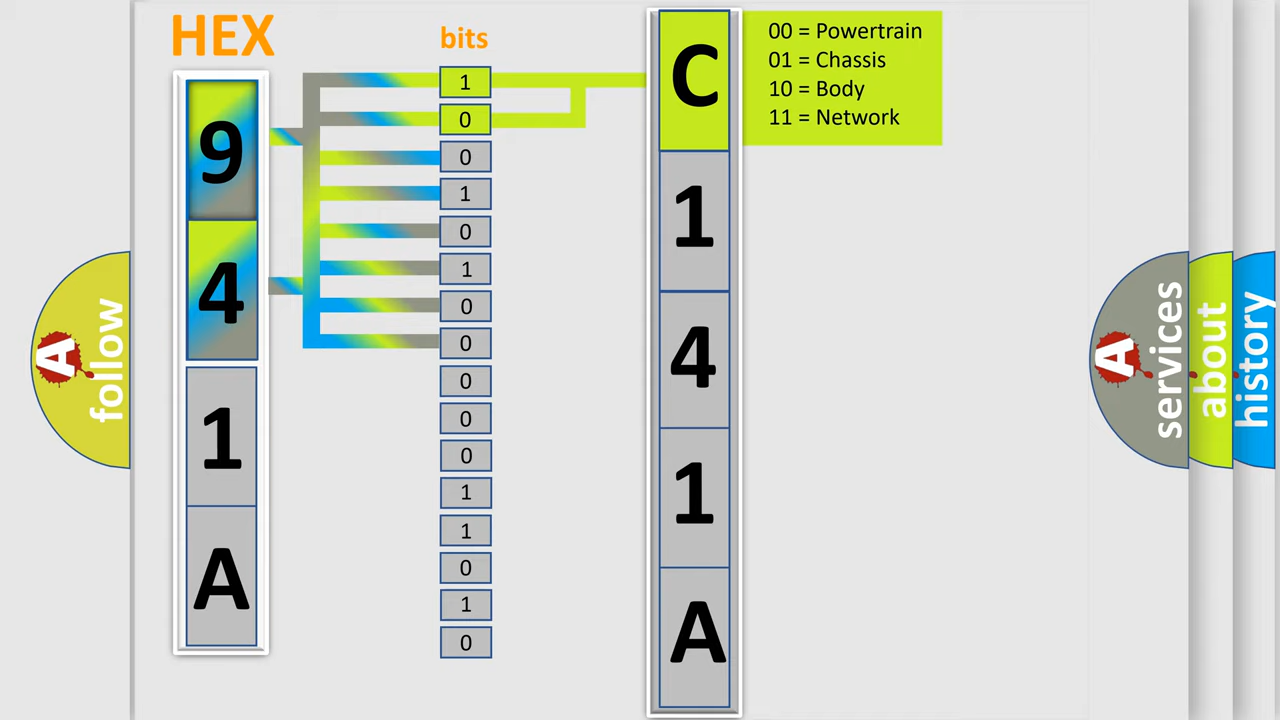 HEX
bits
9
4
1
A
1
0
0
1
0
1
0
0
0
0
0
1
1
0
1
0
C
1
4
1
A
00 = Powertrain
01 = Chassis
10 = Body
11 = Network
A
follow
A
services
about
history